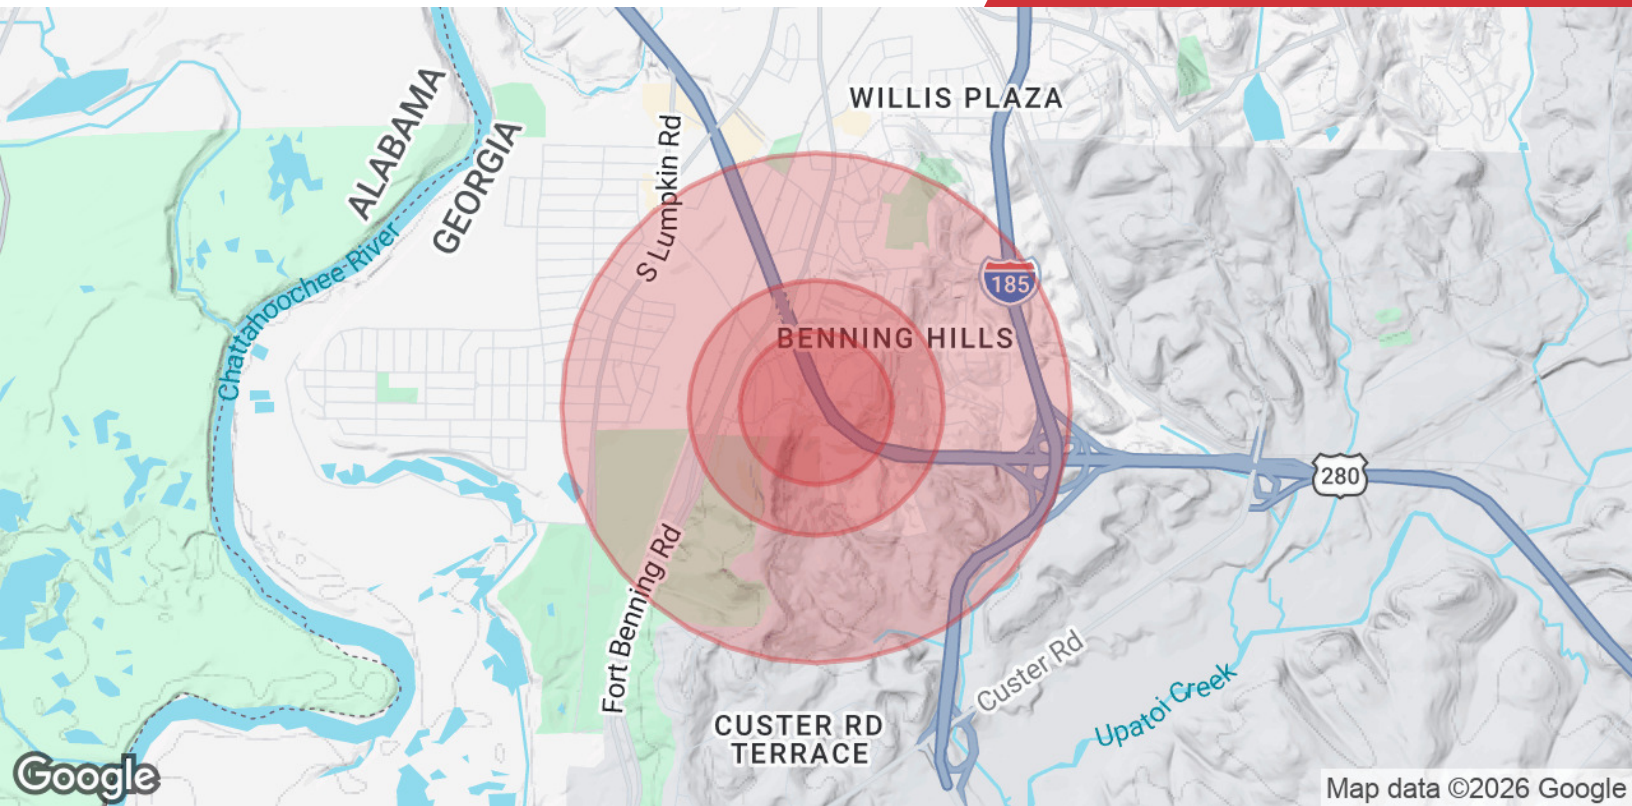 WILLIS PLAZA
ALABAMA
GEORGIA
S Lumpkin Rd
Chattahoochee River
185
BENNING HILLS
280
Fort Benning Rd
Custer Rd
Upatoi Creek
CUSTER RD
TERRACE
Google
Map data ©2026 Google